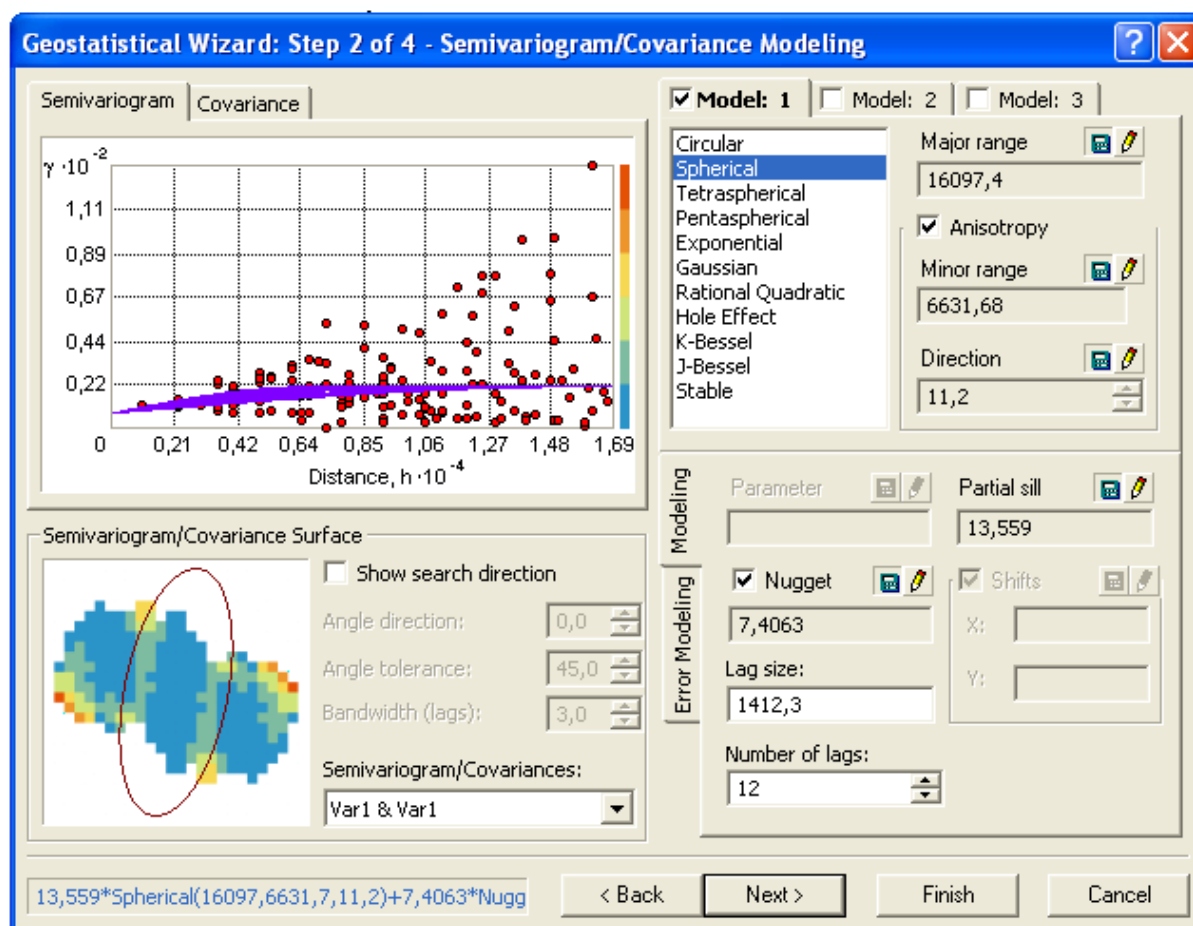 Geostatistical Wizard: Step 2 of 4 - Semivariogram/Covariance Modeling
Semivariogram
Covariance
γ ·10 -2
1,11
0,89
0,67
0,44
0,22
0
0,21
0,42
0,64
0,85
1,06
1,27
1,48
1,69
Distance, h ·10 -4
Semivariogram/Covariance Surface
Show search direction
Angle direction:
0,0
Angle tolerance:
45,0
Bandwidth (lags):
3,0
Semivariogram/Covariances:
Var1 & Var1
Model: 1
Model: 2
Model: 3
Circular
Spherical
Tetraspherical
Pentaspherical
Exponential
Gaussian
Rational Quadratic
Hole Effect
K-Bessel
J-Bessel
Stable
Major range
16097,4
Anisotropy
Minor range
6631,68
Direction
11,2
Modeling
Error Modeling
Parameter
Partial sill
13,559
Nugget
7,4063
Shifts
X:
Y:
Lag size:
1412,3
Number of lags:
12
13,559*Spherical(16097,6631,7,11,2)+7,4063*Nugg
< Back
Next >
Finish
Cancel